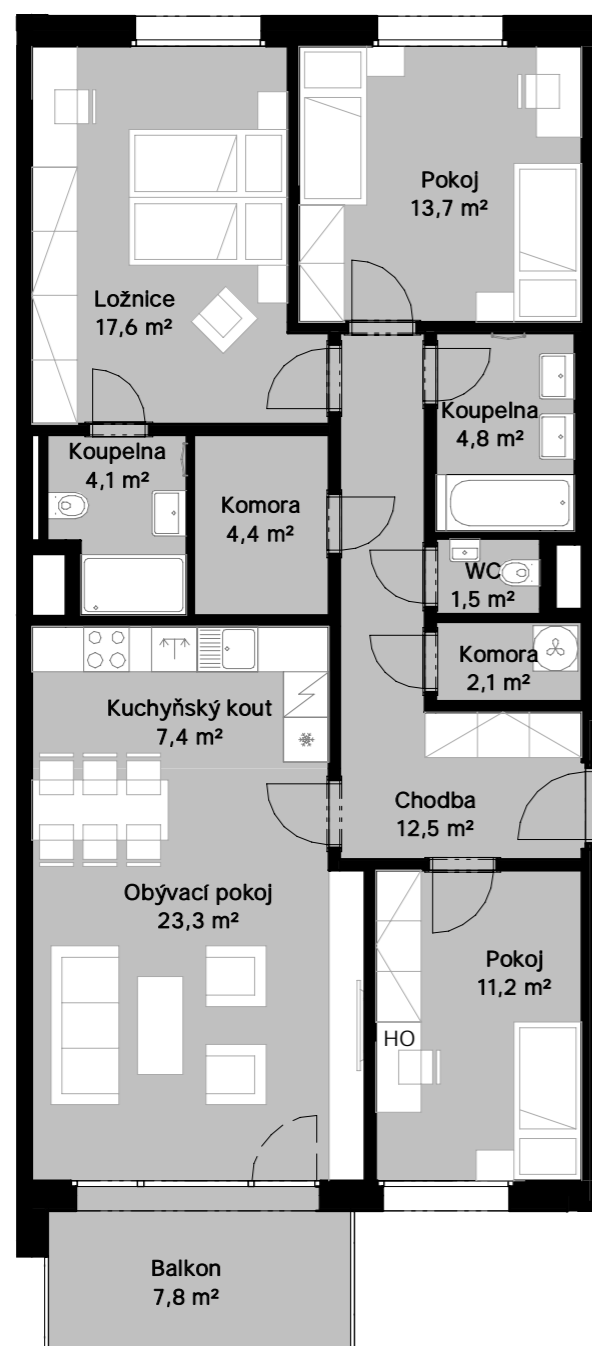 Pokoj
13,7 m²
Ložnice
17,6 m²
Koupelna
4,8 m²
Koupelna
4,1 m²
Komora
4,4 m²
WC
1,5 m²
Komora
2,1 m²
Kuchyňský kout
7,4 m²
Chodba
12,5 m²
Obývací pokoj
23,3 m²
Pokoj
11,2 m²
HO
Balkon
7,8 m²